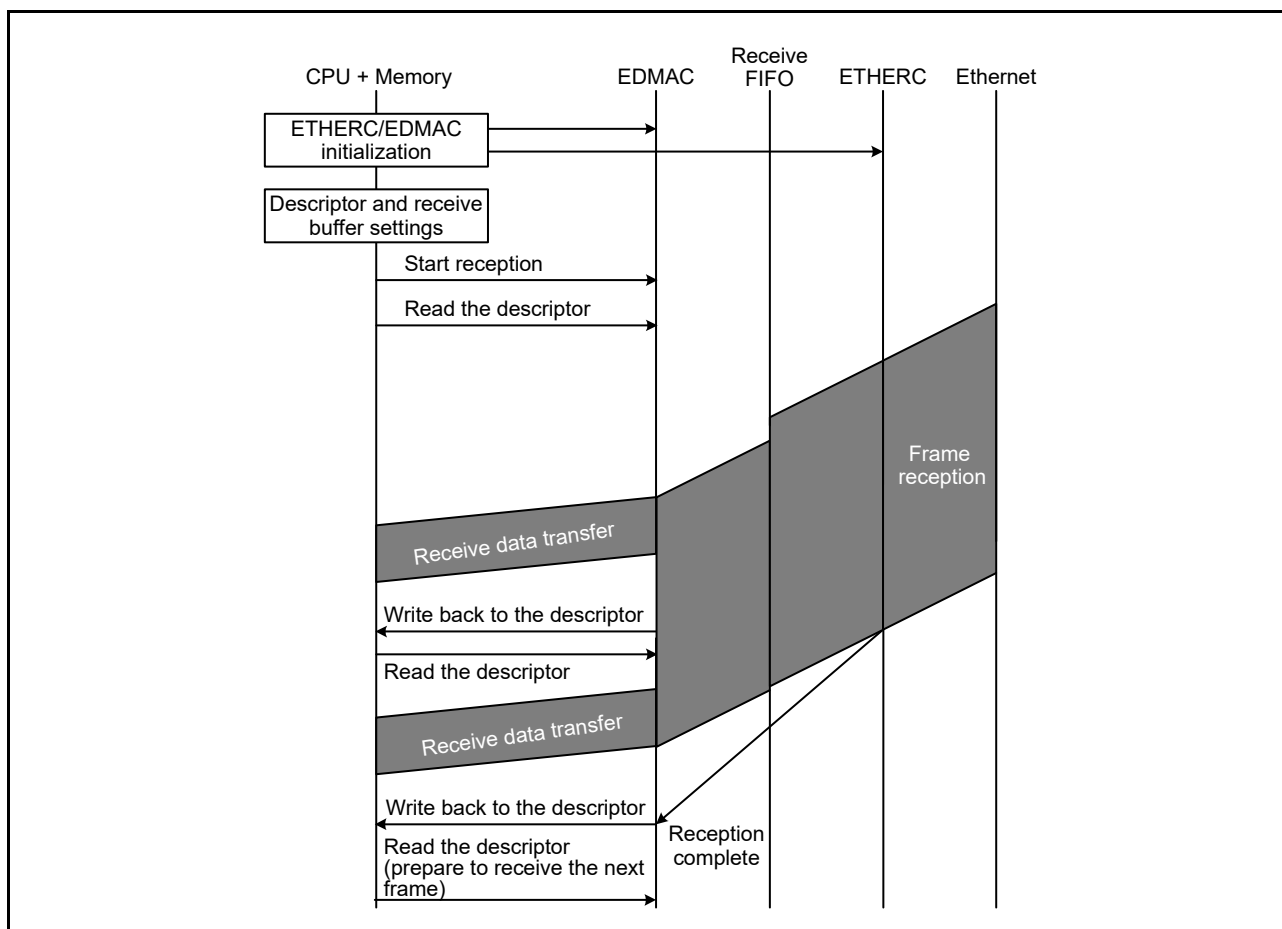 CPU + Memory
EDMAC
Receive
FIFO
ETHERC
Ethernet
ETHERC/EDMAC
initialization
Descriptor and receive
buffer settings
Start reception
Read the descriptor
Frame
reception
Receive data transfer
Write back to the descriptor
Read the descriptor
Receive data transfer
Write back to the descriptor
Reception
complete
Read the descriptor
(prepare to receive the next
frame)